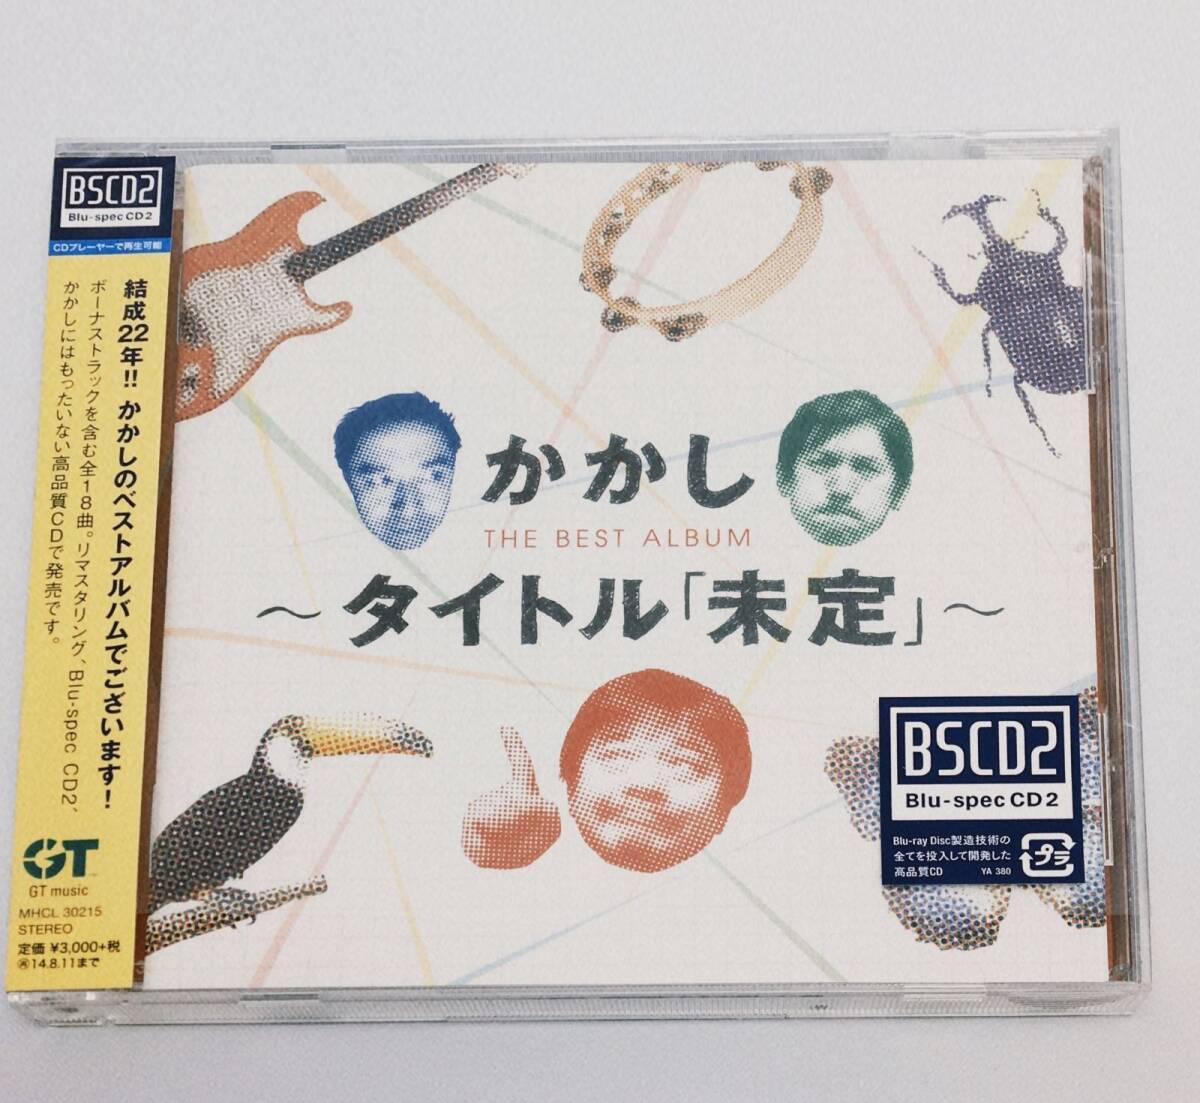 BSCD2
Blu-spec CD2
CDプレーヤーで再生可能
結成22年!! かかしのベストアルバムでございます!
ボーナストラックを含む全18曲。リマスタリング、Blu-spec CD2、
かかしにはもったいない高品質CDで発売です。
GT
GT music
MHCL 30215
STEREO
定価 ¥3,000+税
㋐14.8.11まで
かかし
THE BEST ALBUM
～タイトル「未定」～
BSCD2
Blu-spec CD2
Blu-ray Disc製造技術の
全てを投入して開発した
高品質CD YA 380
プラ